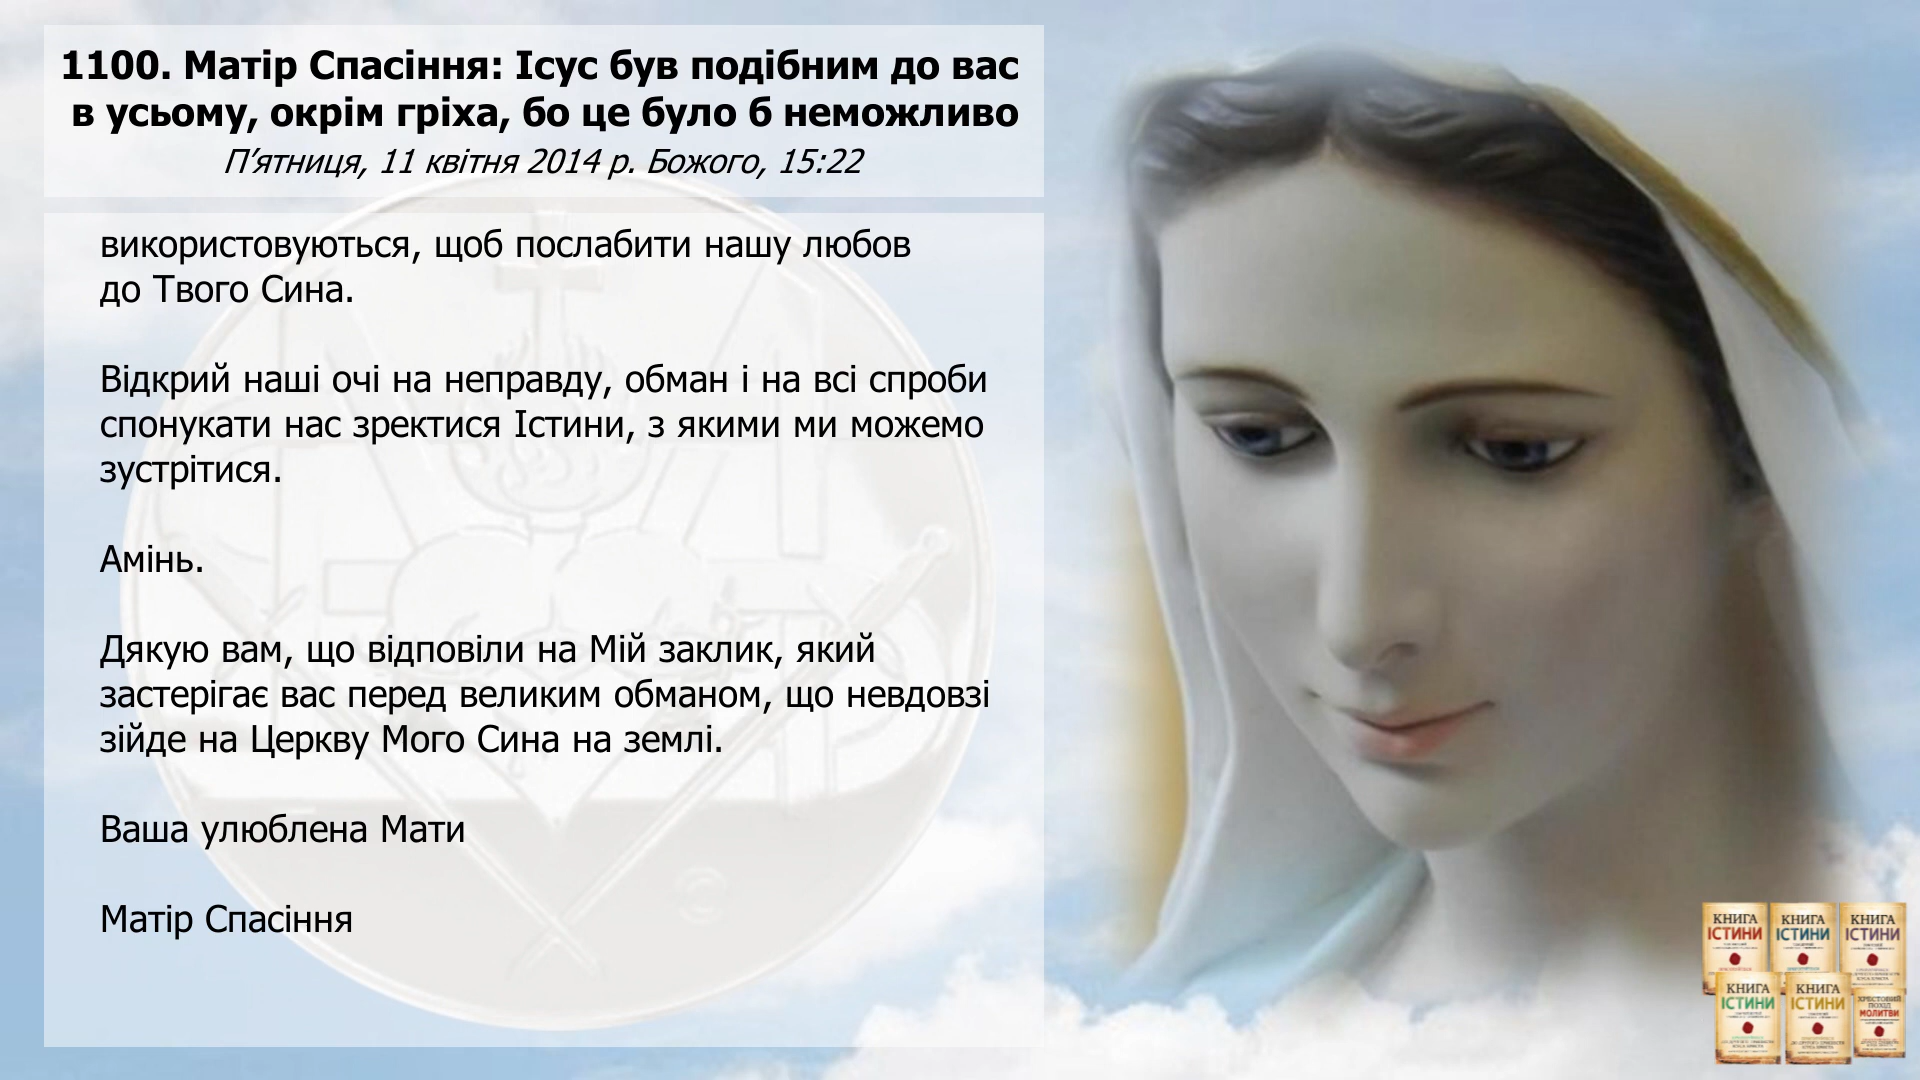 1100. Матір Спасіння: Ісус був подібним до вас
в усьому, окрім гріха, бо це було б неможливо
П’ятниця, 11 квітня 2014 р. Божого, 15:22
використовуються, щоб послабити нашу любов
до Твого Сина.
Відкрий наші очі на неправду, обман і на всі спроби
спонукати нас зректися Істини, з якими ми можемо
зустрітися.
Амінь.
Дякую вам, що відповіли на Мій заклик, який
застерігає вас перед великим обманом, що невдовзі
зійде на Церкву Мого Сина на землі.
Ваша улюблена Мати
Матір Спасіння
КНИГА
ІСТИНИ
КНИГА
ІСТИНИ
КНИГА
ІСТИНИ
КНИГА
ІСТИНИ
КНИГА
ІСТИНИ
ХРЕСТОВИЙ
ПОХІД
МОЛИТВИ